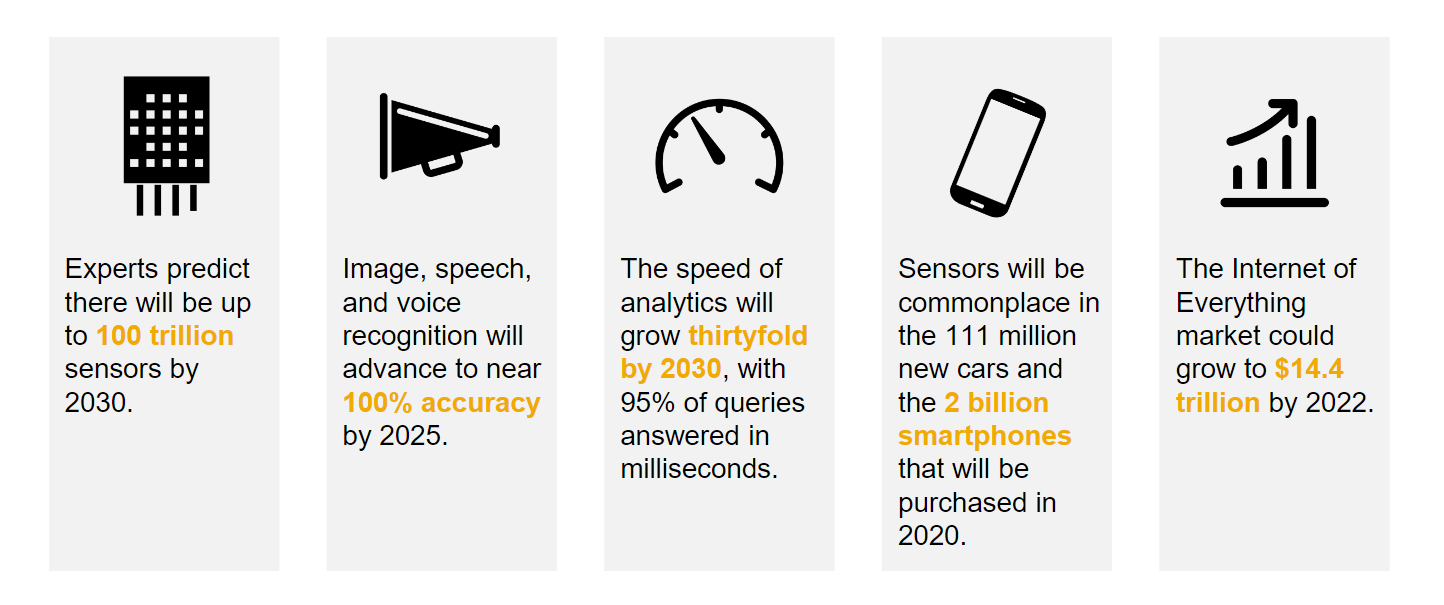 Experts predict
there will be up
to 100 trillion
sensors by
2030.
Image, speech,
and voice
recognition will
advance to near
100% accuracy
by 2025.
The speed of
analytics will
grow thirtyfold
by 2030, with
95% of queries
answered in
milliseconds.
Sensors will be
commonplace in
the 111 million
new cars and
the 2 billion
smartphones
that will be
purchased in
2020.
The Internet of
Everything
market could
grow to $14.4
trillion by 2022.